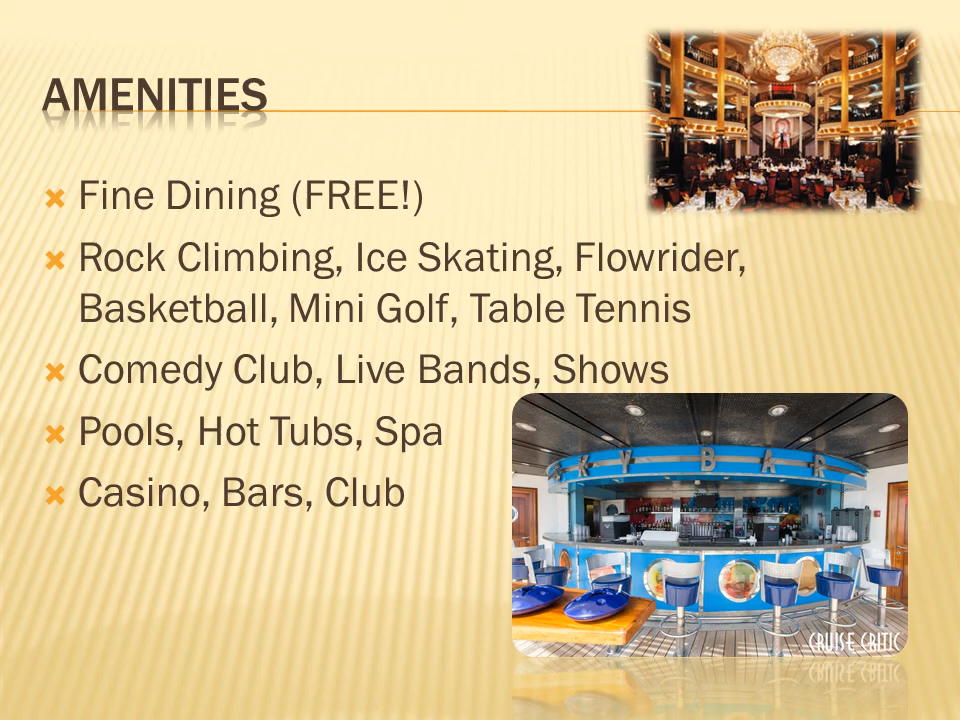 AMENITIES
Fine Dining (FREE!)
Rock Climbing, Ice Skating, Flowrider,
Basketball, Mini Golf, Table Tennis
Comedy Club, Live Bands, Shows
Pools, Hot Tubs, Spa
Casino, Bars, Club
KY BAR
CRUISE CRITIC